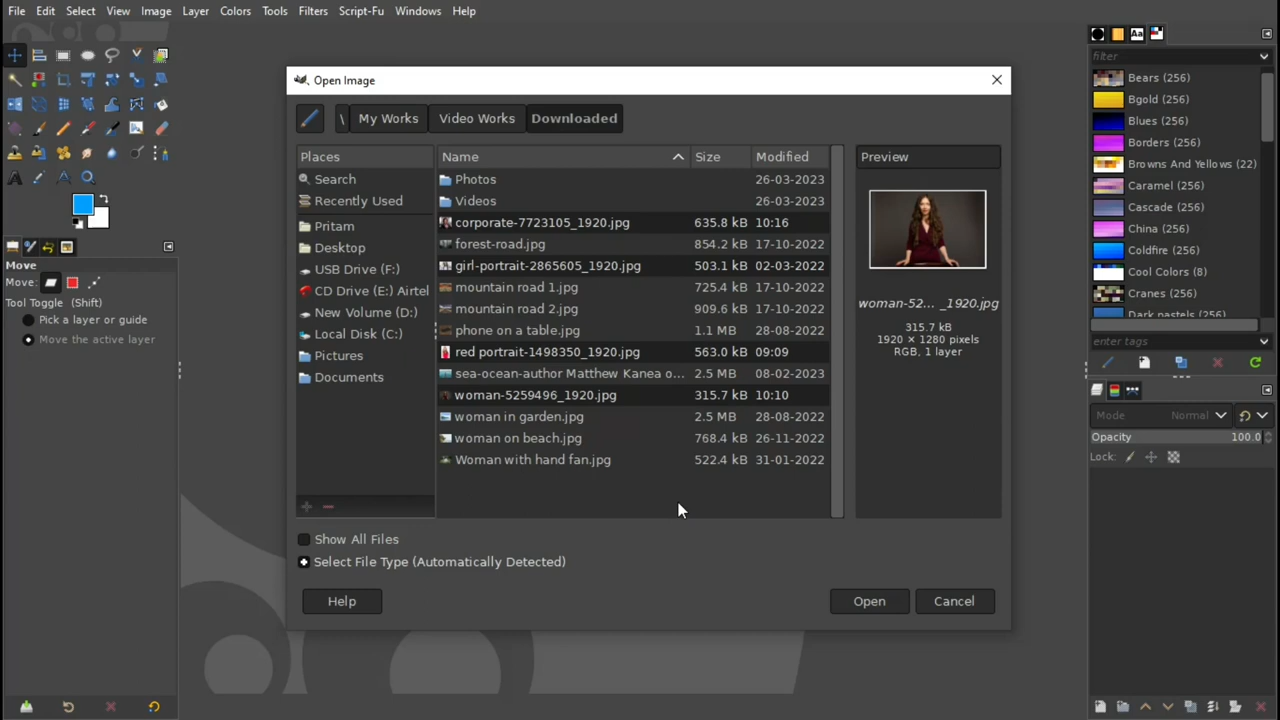 File Edit Select View Image Layer Colors Tools Filters Script-Fu Windows Help
Open Image
\ My Works Video Works Downloaded
Places
Search
Recently Used
Pritam
Desktop
USB Drive (F:)
CD Drive (E:) Airtel
New Volume (D:)
Local Disk (C:)
Pictures
Documents
Name Size Modified
Photos 26-03-2023
Videos 26-03-2023
corporate-7723105_1920.jpg 635.8 kB 10:16
forest-road.jpg 854.2 kB 17-10-2022
girl-portrait-2865605_1920.jpg 503.1 kB 02-03-2022
mountain road 1.jpg 725.4 kB 17-10-2022
mountain road 2.jpg 909.6 kB 17-10-2022
phone on a table.jpg 1.1 MB 28-08-2022
red portrait-1498350_1920.jpg 563.0 kB 09:09
sea-ocean-author Matthew Kanea o... 2.5 MB 08-02-2023
woman-5259496_1920.jpg 315.7 kB 10:10
woman in garden.jpg 2.5 MB 28-08-2022
woman on beach.jpg 768.4 kB 26-11-2022
Woman with hand fan.jpg 522.4 kB 31-01-2022
Preview
woman-52... _1920.jpg
315.7 kB
1920 × 1280 pixels
RGB, 1 layer
Show All Files
Select File Type (Automatically Detected)
Help Open Cancel
Move
Move:
Tool Toggle (Shift)
Pick a layer or guide
Move the active layer
Aa
filter
Bears (256)
Bgold (256)
Blues (256)
Borders (256)
Browns And Yellows (22)
Caramel (256)
Cascade (256)
China (256)
Coldfire (256)
Cool Colors (8)
Cranes (256)
Dark pastels (256)
enter tags
Mode Normal
Opacity 100.0
Lock: